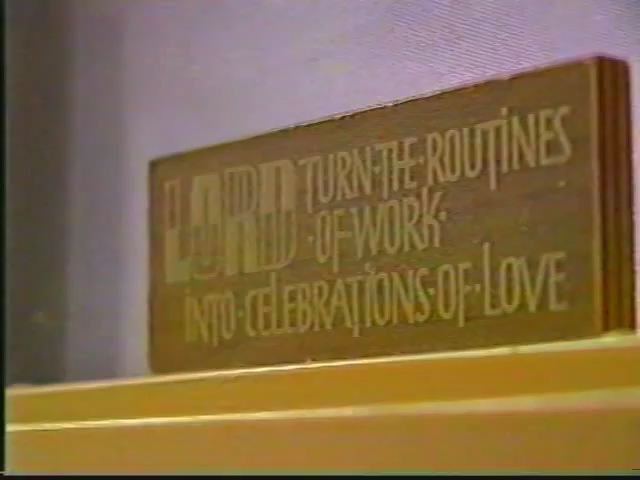 LORD TURN·THE·ROUTINES
·OF·WORK·
INTO·CELEBRATIONS·OF·LOVE